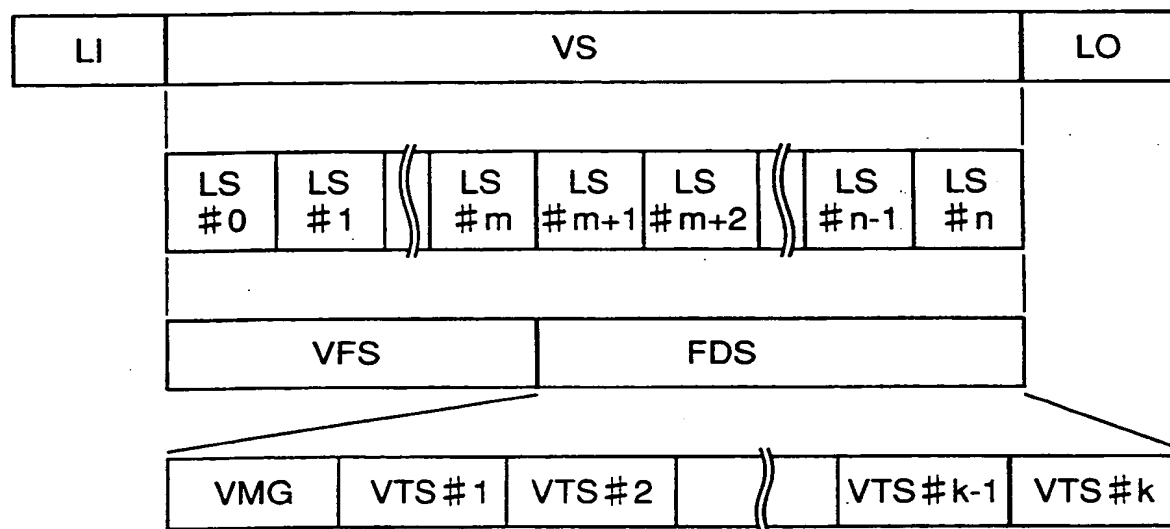 LI VS LO
LS #0 LS #1 LS #m LS #m+1 LS #m+2 LS #n-1 LS #n
VFS FDS
VMG VTS#1 VTS#2 VTS#k-1 VTS#k